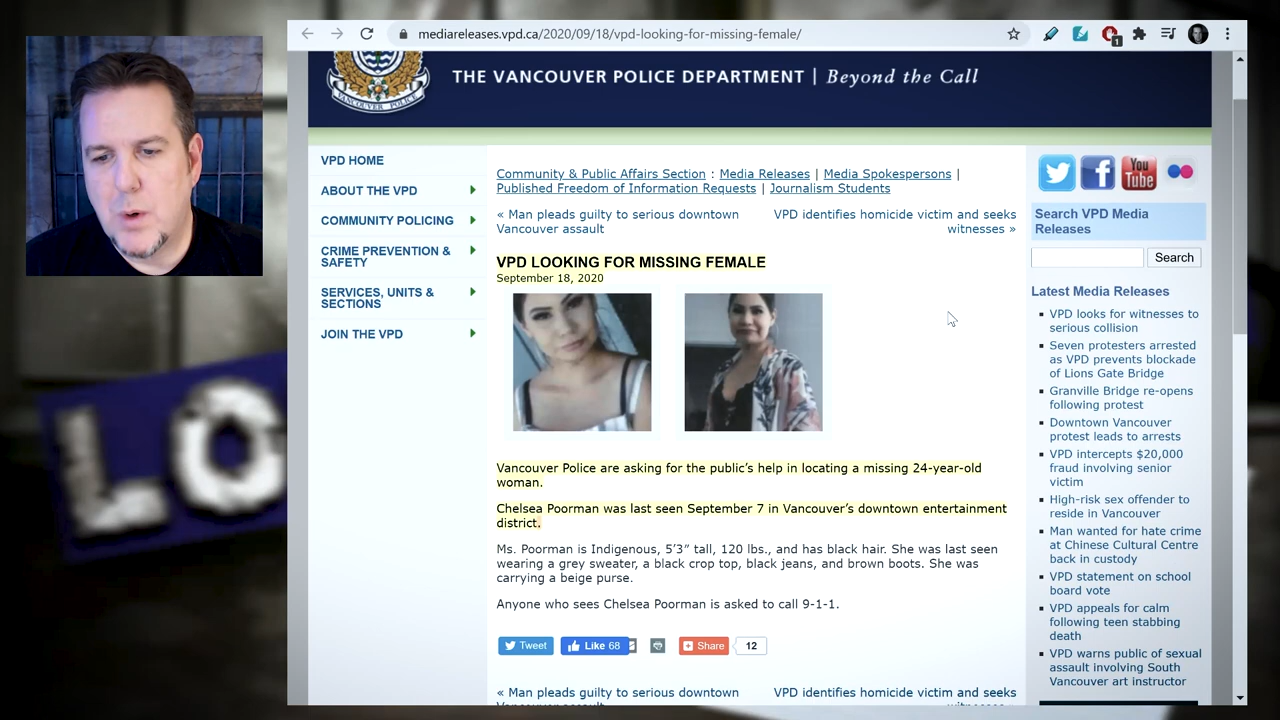 mediareleases.vpd.ca/2020/09/18/vpd-looking-for-missing-female/
1
VANCOUVER POLICE
THE VANCOUVER POLICE DEPARTMENT | Beyond the Call
VPD HOME
ABOUT THE VPD
COMMUNITY POLICING
CRIME PREVENTION &
SAFETY
SERVICES, UNITS &
SECTIONS
JOIN THE VPD
Community & Public Affairs Section : Media Releases | Media Spokespersons |
Published Freedom of Information Requests | Journalism Students
« Man pleads guilty to serious downtown
Vancouver assault
VPD identifies homicide victim and seeks
witnesses »
VPD LOOKING FOR MISSING FEMALE
September 18, 2020
Vancouver Police are asking for the public's help in locating a missing 24-year-old
woman.
Chelsea Poorman was last seen September 7 in Vancouver's downtown entertainment
district.
Ms. Poorman is Indigenous, 5'3" tall, 120 lbs., and has black hair. She was last seen
wearing a grey sweater, a black crop top, black jeans, and brown boots. She was
carrying a beige purse.
Anyone who sees Chelsea Poorman is asked to call 9-1-1.
Tweet
Like 68
Share
12
« Man pleads guilty to serious downtown
VPD identifies homicide victim and seeks
You
Tube
Search VPD Media
Releases
Search
Latest Media Releases
VPD looks for witnesses to
serious collision
Seven protesters arrested
as VPD prevents blockade
of Lions Gate Bridge
Granville Bridge re-opens
following protest
Downtown Vancouver
protest leads to arrests
VPD intercepts $20,000
fraud involving senior
victim
High-risk sex offender to
reside in Vancouver
Man wanted for hate crime
at Chinese Cultural Centre
back in custody
VPD statement on school
board vote
VPD appeals for calm
following teen stabbing
death
VPD warns public of sexual
assault involving South
Vancouver art instructor
LO